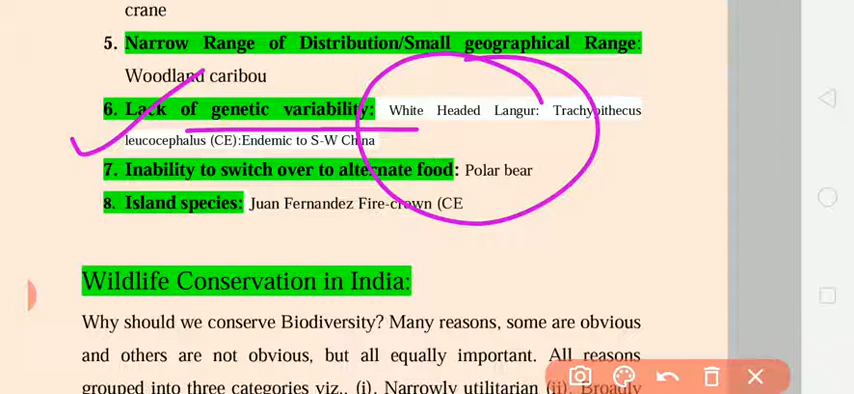 crane
5. Narrow Range of Distribution/Small geographical Range:
Woodland caribou
6. Lack of genetic variability: White Headed Langur: Trachypithecus
leucocephalus (CE):Endemic to S-W China
7. Inability to switch over to alternate food: Polar bear
8. Island species: Juan Fernandez Fire-crown (CE
Wildlife Conservation in India:
Why should we conserve Biodiversity? Many reasons, some are obvious
and others are not obvious, but all equally important. All reasons
grouped into three categories viz., (i). Narrowly utilitarian (ii). Broadly